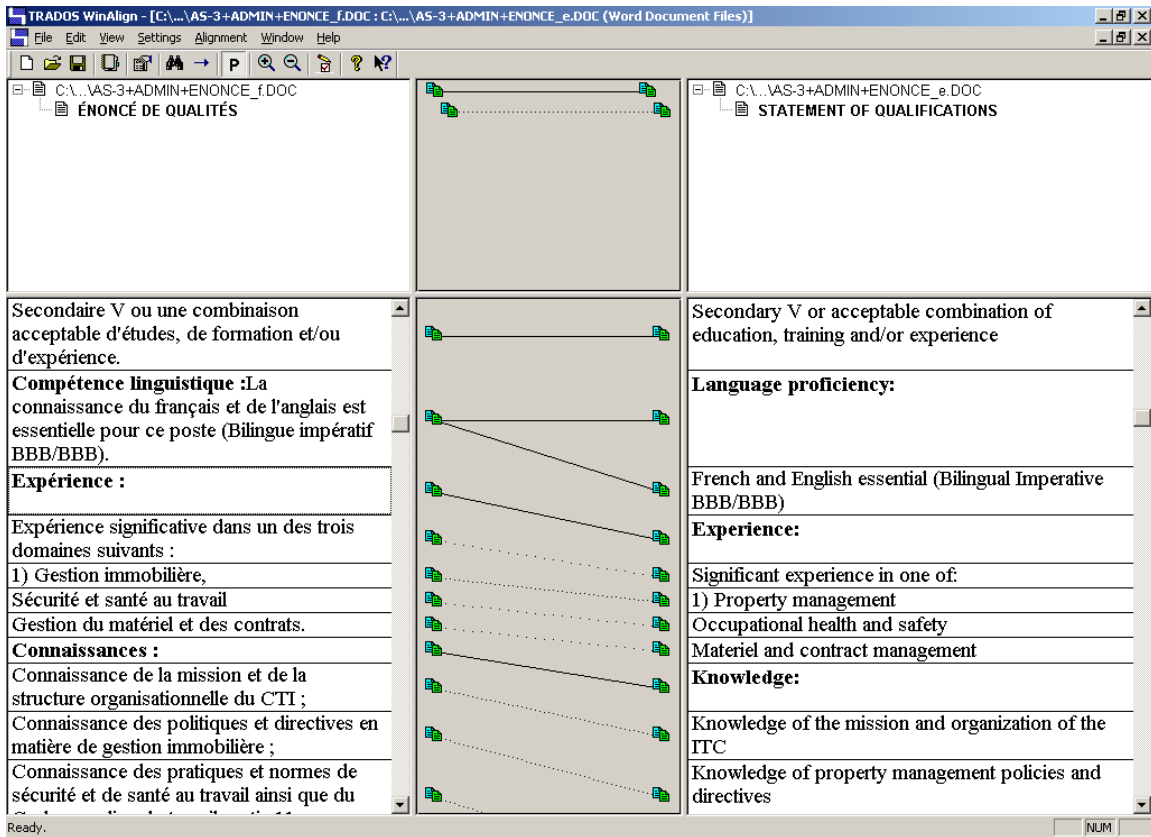 TRADOS WinAlign - [C:\...\AS-3+ADMIN+ENONCE_f.DOC : C:\...\AS-3+ADMIN+ENONCE_e.DOC (Word Document Files)]
File Edit View Settings Alignment Window Help
P
C:\...\AS-3+ADMIN+ENONCE_f.DOC
ÉNONCÉ DE QUALITÉS
C:\...\AS-3+ADMIN+ENONCE_e.DOC
STATEMENT OF QUALIFICATIONS
Secondaire V ou une combinaison
acceptable d'études, de formation et/ou
d'expérience.
Compétence linguistique :La
connaissance du français et de l'anglais est
essentielle pour ce poste (Bilingue impératif
BBB/BBB).
Expérience :
Expérience significative dans un des trois
domaines suivants :
1) Gestion immobilière,
Sécurité et santé au travail
Gestion du matériel et des contrats.
Connaissances :
Connaissance de la mission et de la
structure organisationnelle du CTI ;
Connaissance des politiques et directives en
matière de gestion immobilière ;
Connaissance des pratiques et normes de
sécurité et de santé au travail ainsi que du
Secondary V or acceptable combination of
education, training and/or experience
Language proficiency:
French and English essential (Bilingual Imperative
BBB/BBB)
Experience:
Significant experience in one of:
1) Property management
Occupational health and safety
Materiel and contract management
Knowledge:
Knowledge of the mission and organization of the
ITC
Knowledge of property management policies and
directives
Ready.
NUM